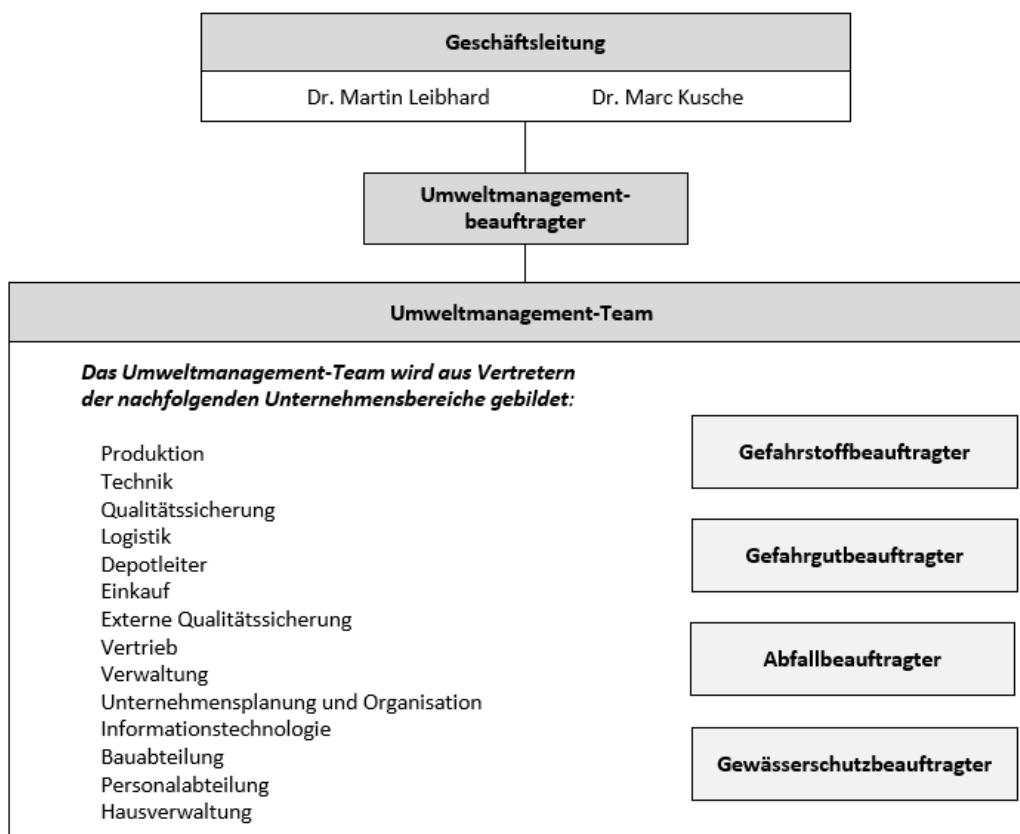 Geschäftsleitung
Dr. Martin Leibhard Dr. Marc Kusche
Umweltmanagement-
beauftragter
Umweltmanagement-Team
Das Umweltmanagement-Team wird aus Vertretern
der nachfolgenden Unternehmensbereiche gebildet:
Produktion
Technik
Qualitätssicherung
Logistik
Depotleiter
Einkauf
Externe Qualitätssicherung
Vertrieb
Verwaltung
Unternehmensplanung und Organisation
Informationstechnologie
Bauabteilung
Personalabteilung
Hausverwaltung
Gefahrstoffbeauftragter
Gefahrgutbeauftragter
Abfallbeauftragter
Gewässerschutzbeauftragter